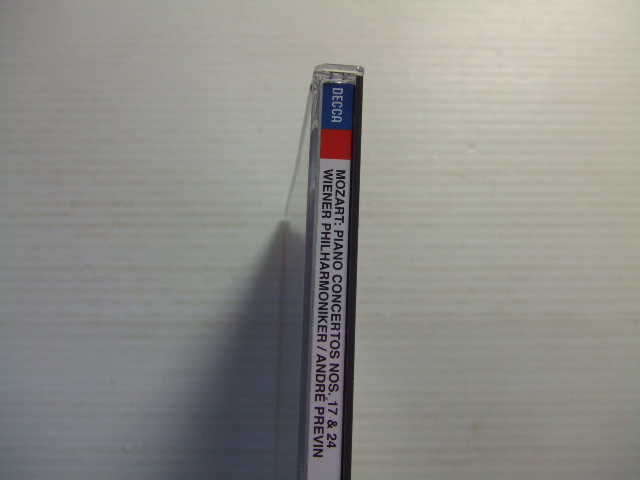 DECCA
MOZART: PIANO CONCERTOS NOS. 17 & 24
WIENER PHILHARMONIKER / ANDRÉ PREVIN